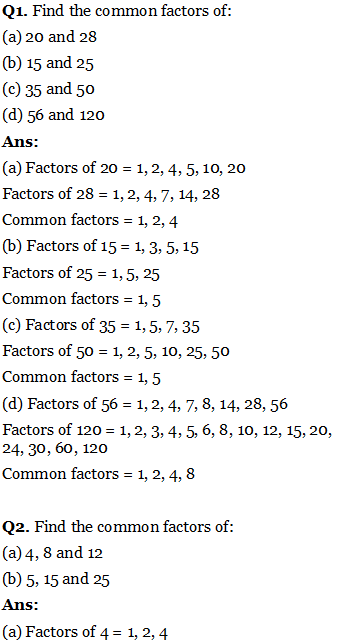 Q1. Find the common factors of:
(a) 20 and 28
(b) 15 and 25
(c) 35 and 50
(d) 56 and 120
Ans:
(a) Factors of 20 = 1, 2, 4, 5, 10, 20
Factors of 28 = 1, 2, 4, 7, 14, 28
Common factors = 1, 2, 4
(b) Factors of 15 = 1, 3, 5, 15
Factors of 25 = 1, 5, 25
Common factors = 1, 5
(c) Factors of 35 = 1, 5, 7, 35
Factors of 50 = 1, 2, 5, 10, 25, 50
Common factors = 1, 5
(d) Factors of 56 = 1, 2, 4, 7, 8, 14, 28, 56
Factors of 120 = 1, 2, 3, 4, 5, 6, 8, 10, 12, 15, 20,
24, 30, 60, 120
Common factors = 1, 2, 4, 8
Q2. Find the common factors of:
(a) 4, 8 and 12
(b) 5, 15 and 25
Ans:
(a) Factors of 4 = 1, 2, 4